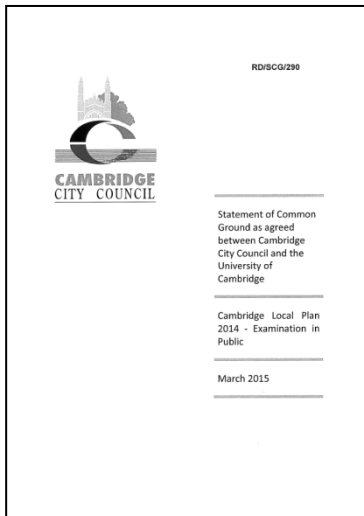 RD/SCG/290
CAMBRIDGE
CITY COUNCIL
Statement of Common
Ground as agreed
between Cambridge
City Council and the
University of
Cambridge
Cambridge Local Plan
2014 - Examination in
Public
March 2015